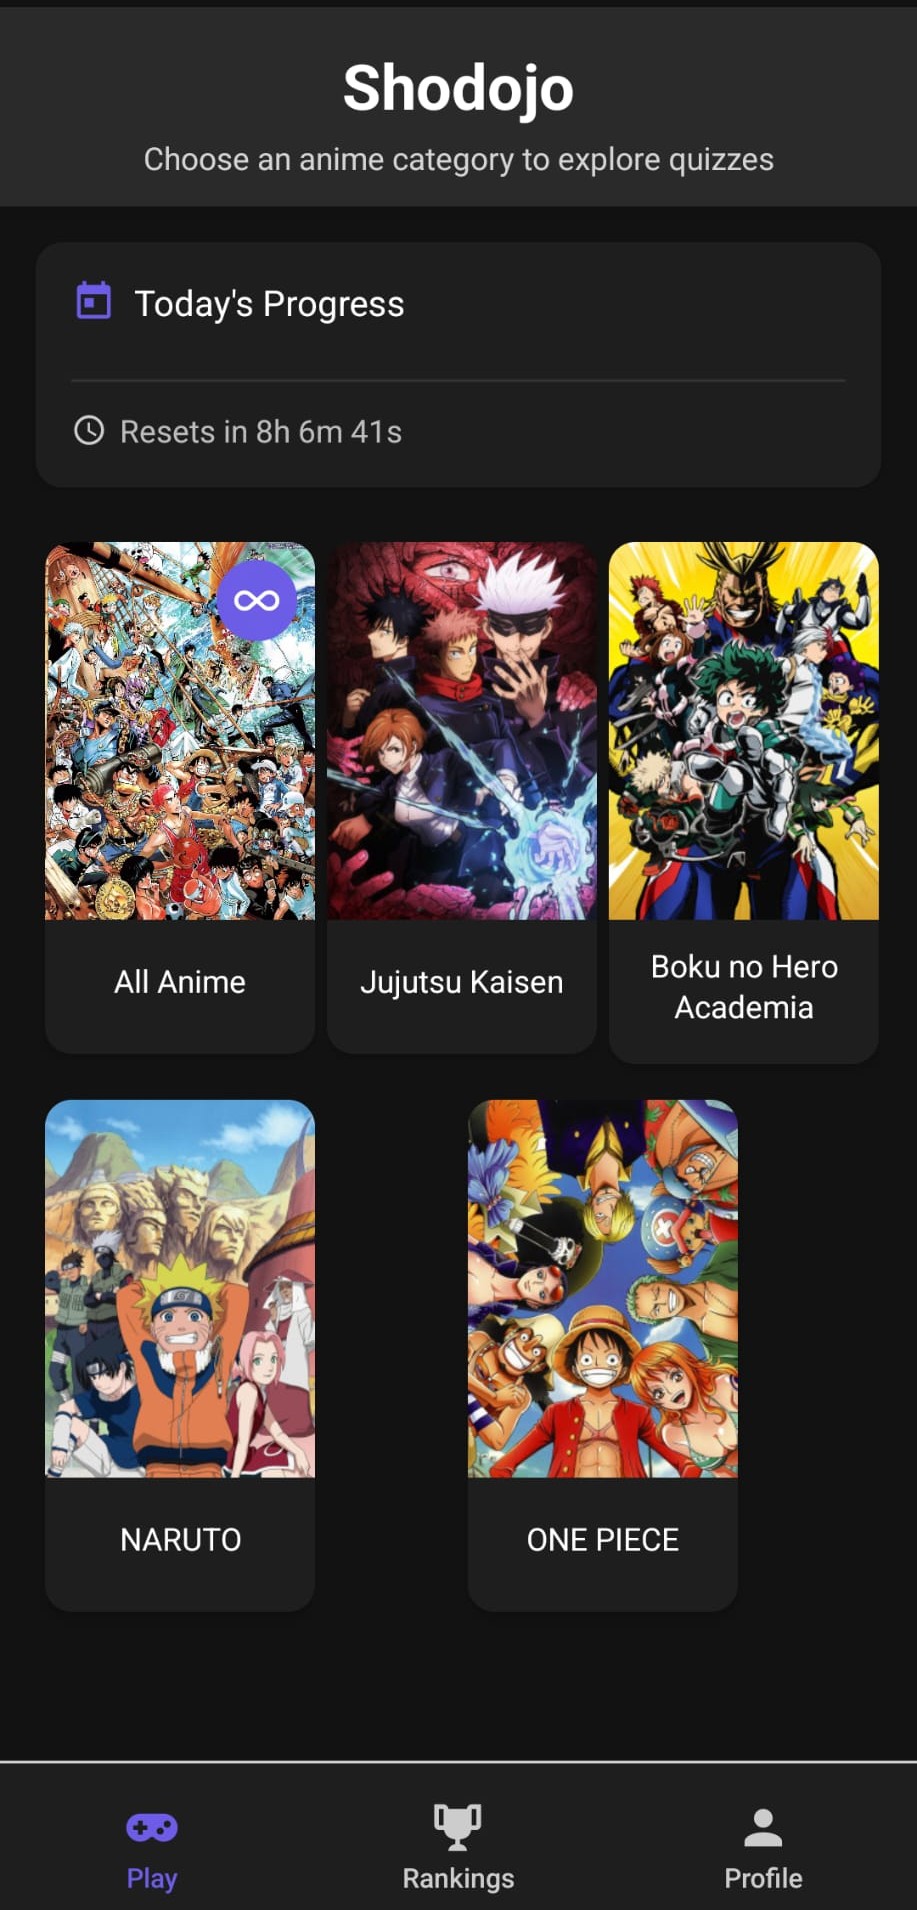 Shodojo
Choose an anime category to explore quizzes
Today's Progress
Resets in 8h 6m 41s
All Anime
Jujutsu Kaisen
Boku no Hero
Academia
NARUTO
ONE PIECE
Play
Rankings
Profile